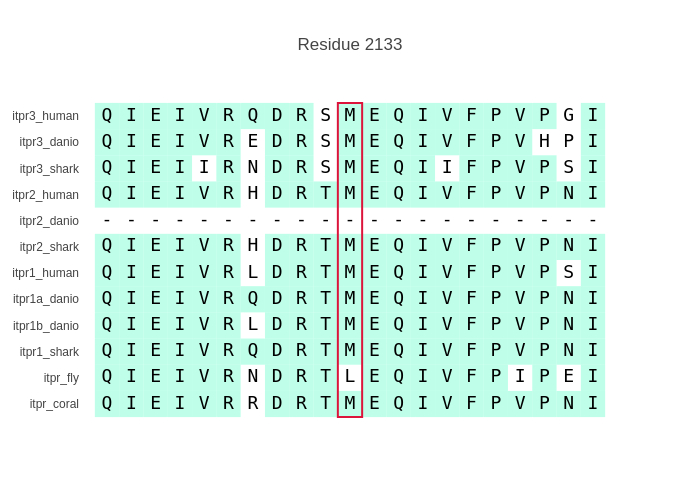 Residue 2133
itpr3_human Q I E I V R Q D R S M E Q I V F P V P G I
itpr3_danio Q I E I V R E D R S M E Q I V F P V H P I
itpr3_shark Q I E I I R N D R S M E Q I I F P V P S I
itpr2_human Q I E I V R H D R T M E Q I V F P V P N I
itpr2_danio - - - - - - - - - - - - - - - - - - - - -
itpr2_shark Q I E I V R H D R T M E Q I V F P V P N I
itpr1_human Q I E I V R L D R T M E Q I V F P V P S I
itpr1a_danio Q I E I V R Q D R T M E Q I V F P V P N I
itpr1b_danio Q I E I V R L D R T M E Q I V F P V P N I
itpr1_shark Q I E I V R Q D R T M E Q I V F P V P N I
itpr_fly Q I E I V R N D R T L E Q I V F P I P E I
itpr_coral Q I E I V R R D R T M E Q I V F P V P N I